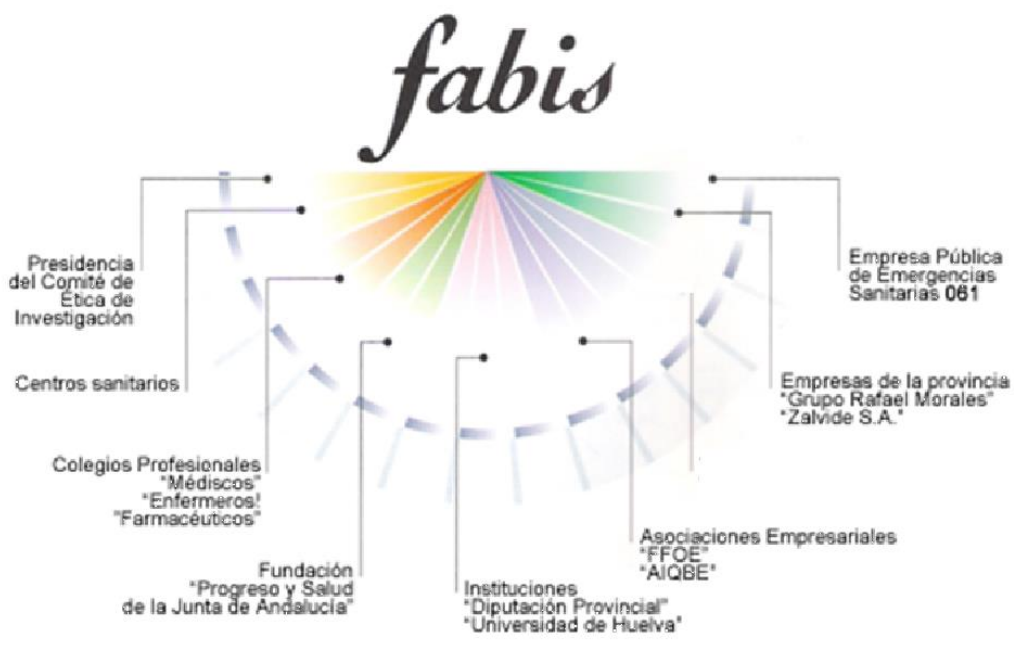 fabis
Presidencia
del Comité de
Ética de
Investigación
Centros sanitarios
Colegios Profesionales
"Médiscos"
"Enfermeros!
"Farmacéuticos"
Fundación
"Progreso y Salud
de la Junta de Andalucía"
Instituciones
"Diputación Provincial"
"Universidad de Huelva"
Asociaciones Empresariales
"FFOE"
"AIQBE"
Empresas de la provincia
"Grupo Rafael Morales"
"Zalvide S.A."
Empresa Pública
de Emergencias
Sanitarias 061